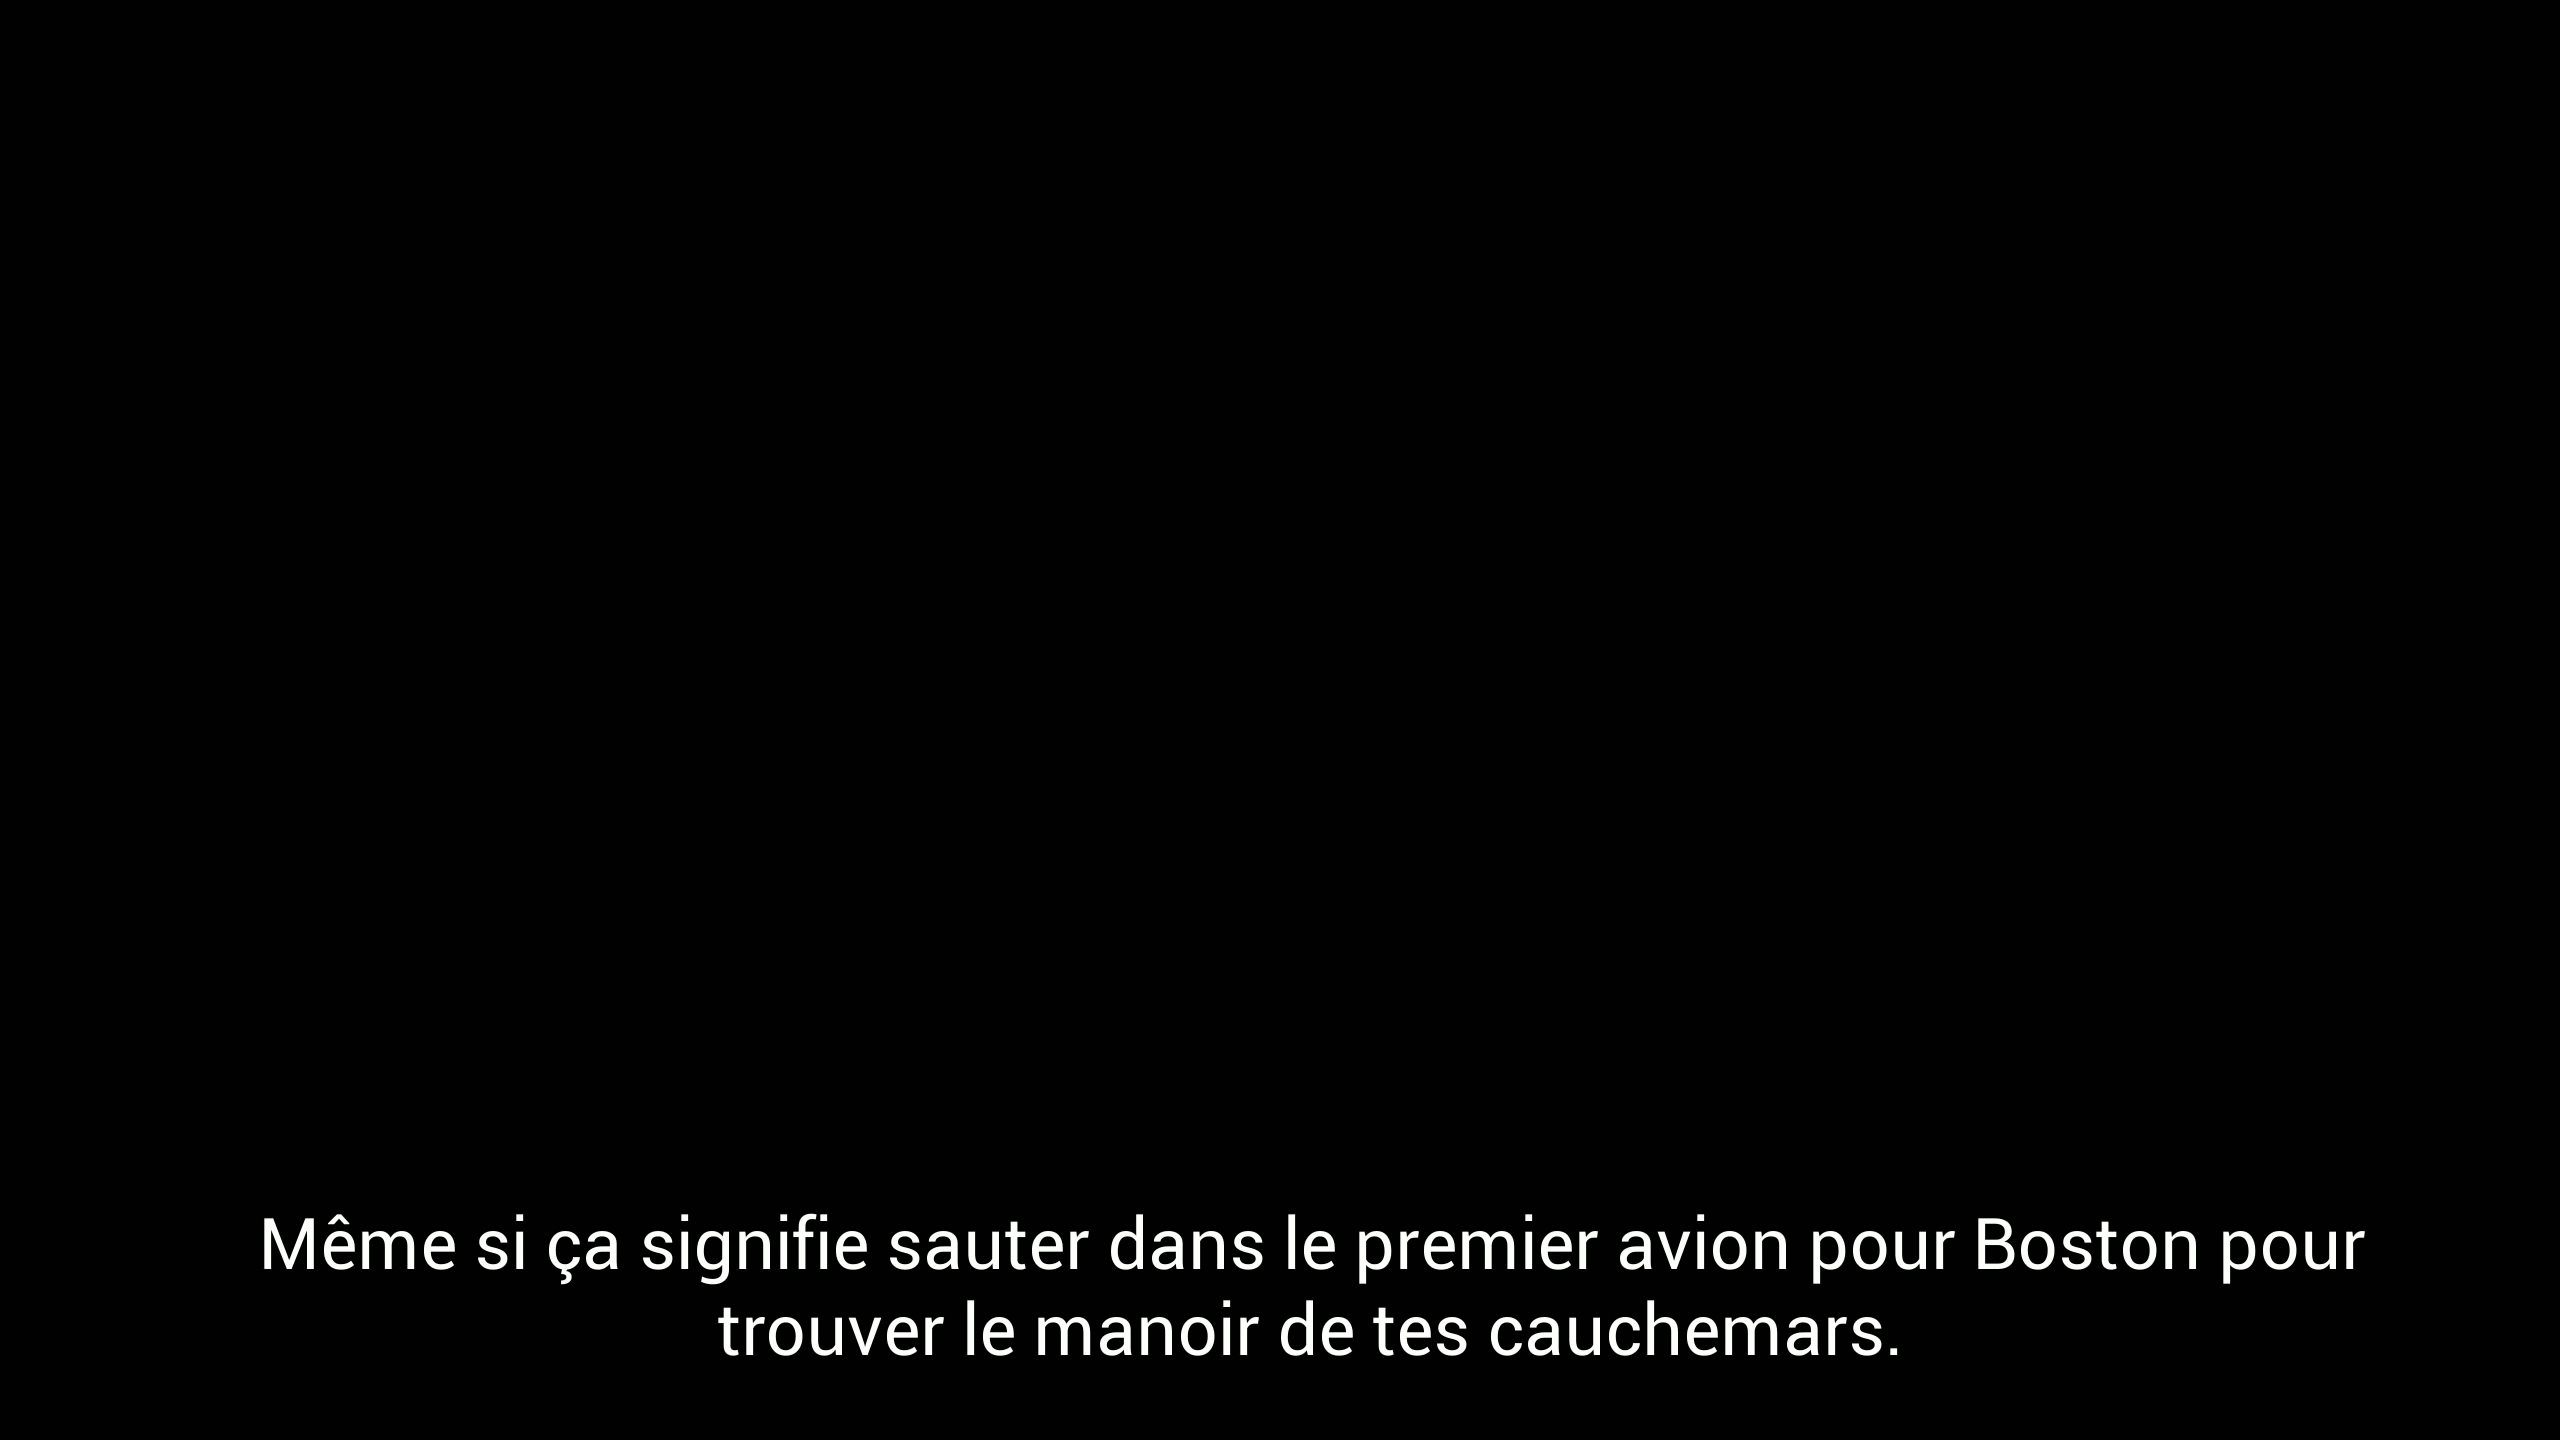 Même si ça signifie sauter dans le premier avion pour Boston pour
trouver le manoir de tes cauchemars.